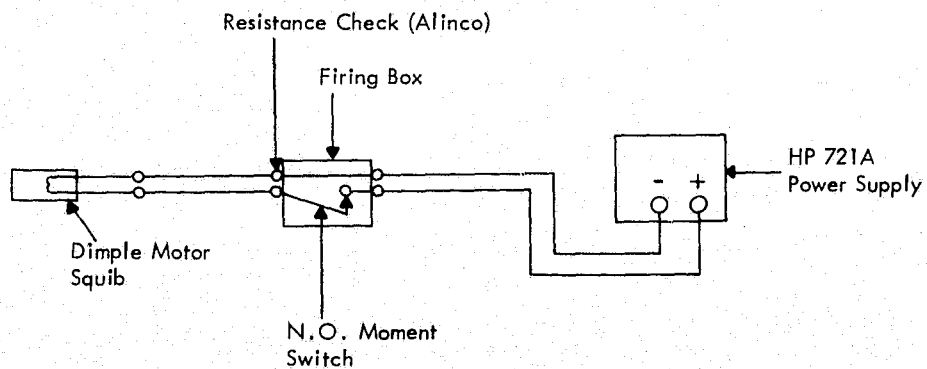 Resistance Check (Alinco)
Firing Box
HP 721A
Power Supply
- +
Dimple Motor
Squib
N.O. Moment
Switch